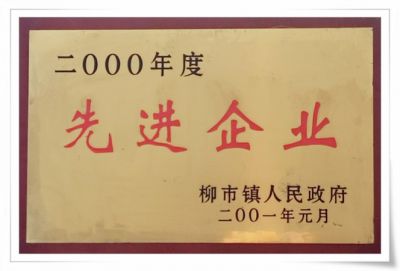 二000年度
先进企业
柳市镇人民政府
二00一年元月